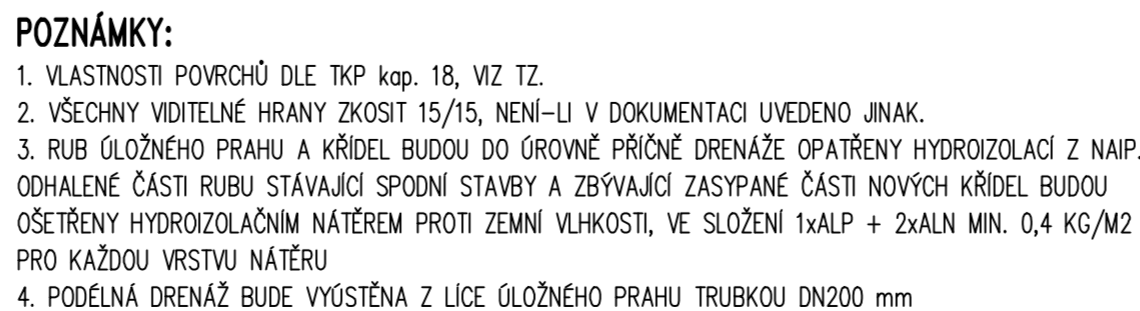 POZNÁMKY:
1. VLASTNOSTI POVRCHŮ DLE TKP kap. 18, VIZ TZ.
2. VŠECHNY VIDITELNÉ HRANY ZKOSIT 15/15, NENÍ-LI V DOKUMENTACI UVEDENO JINAK.
3. RUB ÚLOŽNÉHO PRAHU A KŘÍDEL BUDOU DO ÚROVNĚ PŘÍČNĚ DRENÁŽE OPATŘENY HYDROIZOLACÍ Z NAIP.
ODHALENÉ ČÁSTI RUBU STÁVAJÍCÍ SPODNÍ STAVBY A ZBÝVAJÍCÍ ZASYPANÉ ČÁSTI NOVÝCH KŘÍDEL BUDOU
OŠETŘENY HYDROIZOLAČNÍM NÁTĚREM PROTI ZEMNÍ VLHKOSTI, VE SLOŽENÍ 1xALP + 2xALN MIN. 0,4 KG/M2
PRO KAŽDOU VRSTVU NÁTĚRU
4. PODÉLNÁ DRENÁŽ BUDE VYÚSTĚNA Z LÍCE ÚLOŽNÉHO PRAHU TRUBKOU DN200 mm